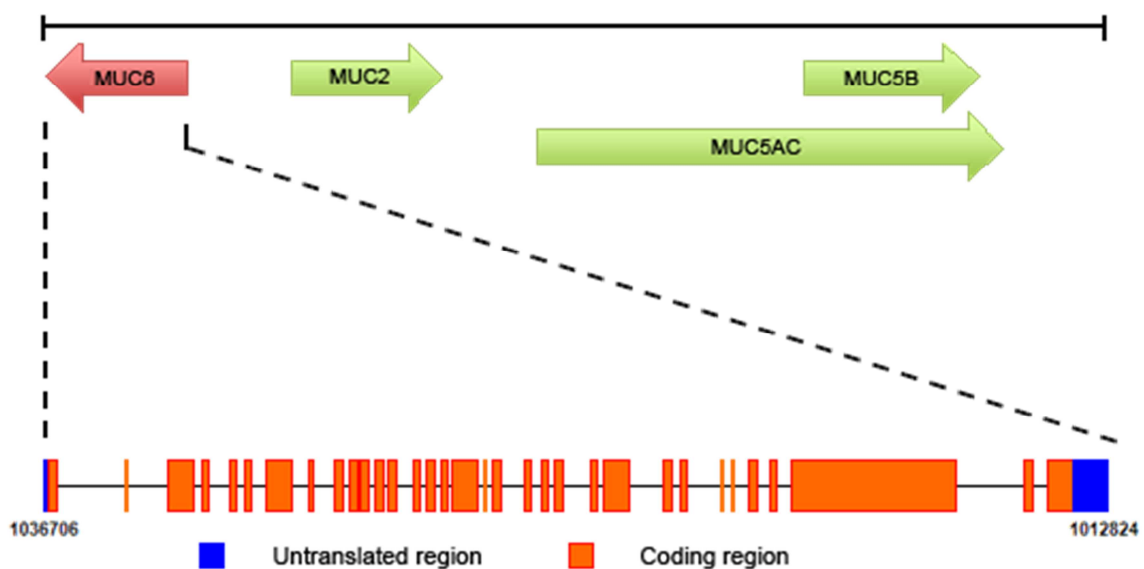 MUC6
MUC2
MUC5B
MUC5AC
1036706
1012824
Untranslated region
Coding region